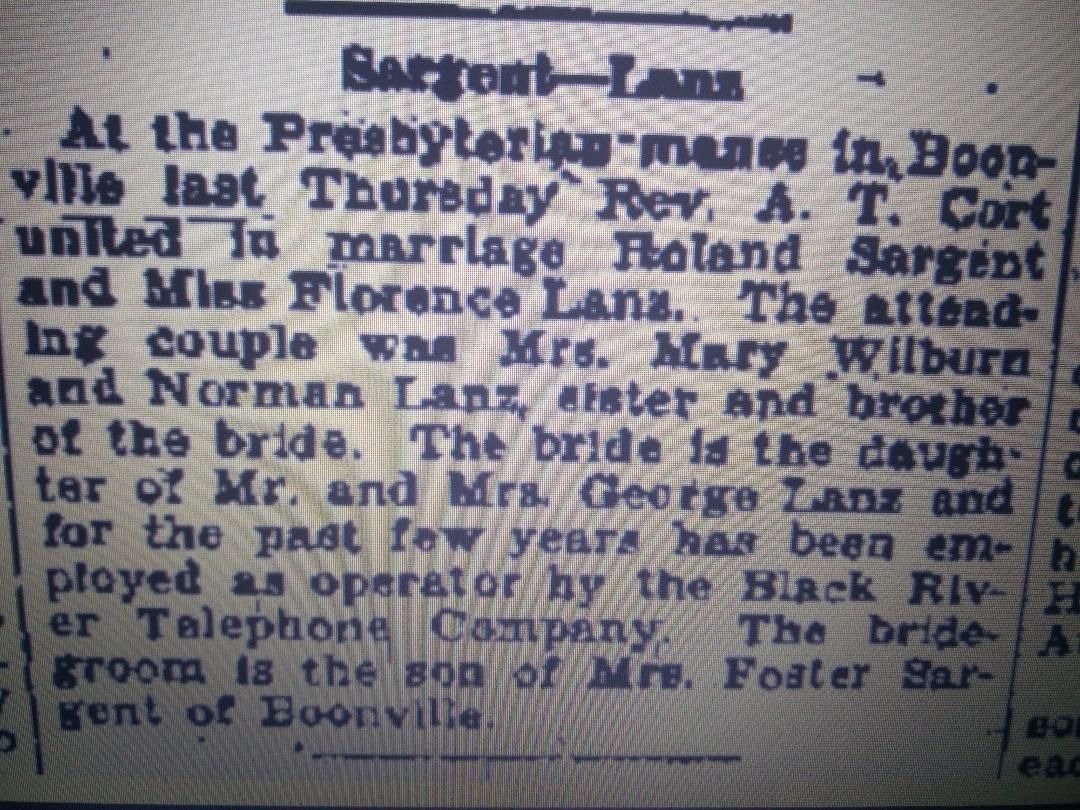 Sargent—Lanz
At the Presbyterian manse in Boon-
ville last Thursday Rev. A. T. Cort
united in marriage Roland Sargent
and Miss Florence Lanz. The attend-
ing couple was Mrs. Mary Wilburn
and Norman Lanz, sister and brother
of the bride. The bride is the daugh-
ter of Mr. and Mrs. George Lanz and
for the past few years has been em-
ployed as operator by the Black Riv-
er Telephone Company. The bride-
groom is the son of Mrs. Foster Sar-
gent of Boonville.